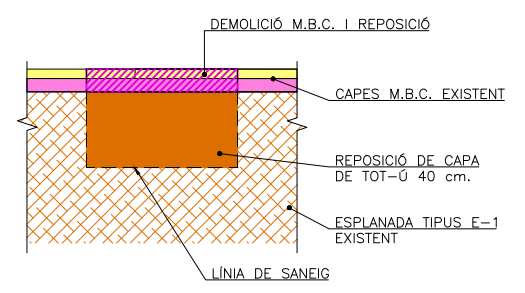 DEMOLICIÓ M.B.C. I REPOSICIÓ
CAPES M.B.C. EXISTENT
REPOSICIÓ DE CAPA
DE TOT-Ú 40 cm.
ESPLANADA TIPUS E-1
EXISTENT
LÍNIA DE SANEIG